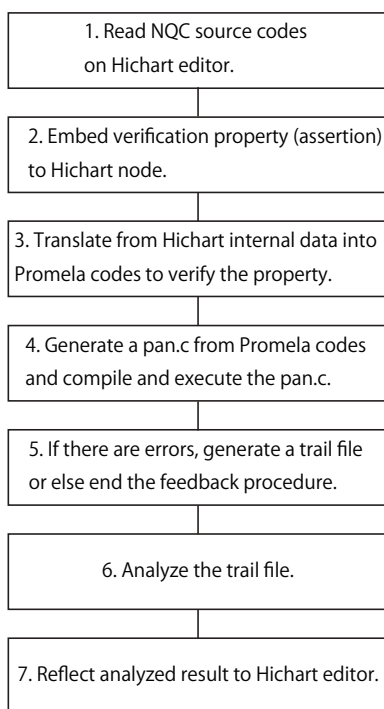 1. Read NQC source codes
on Hichart editor.
2. Embed verification property (assertion)
to Hichart node.
3. Translate from Hichart internal data into
Promela codes to verify the property.
4. Generate a pan.c from Promela codes
and compile and execute the pan.c.
5. If there are errors, generate a trail file
or else end the feedback procedure.
6. Analyze the trail file.
7. Reflect analyzed result to Hichart editor.